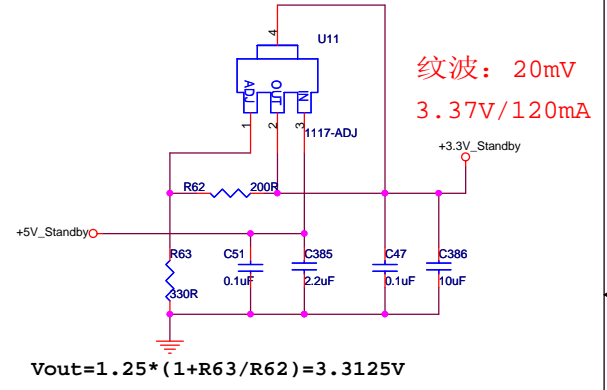 4
U11
ADJ
OUT
IN
1
2
3
1117-ADJ
纹波: 20mV
3.37V/120mA
+3.3V_Standby
R62
200R
+5V_Standby
R63
330R
C51
0.1uF
C385
2.2uF
C47
0.1uF
C386
10uF
Vout=1.25*(1+R63/R62)=3.3125V